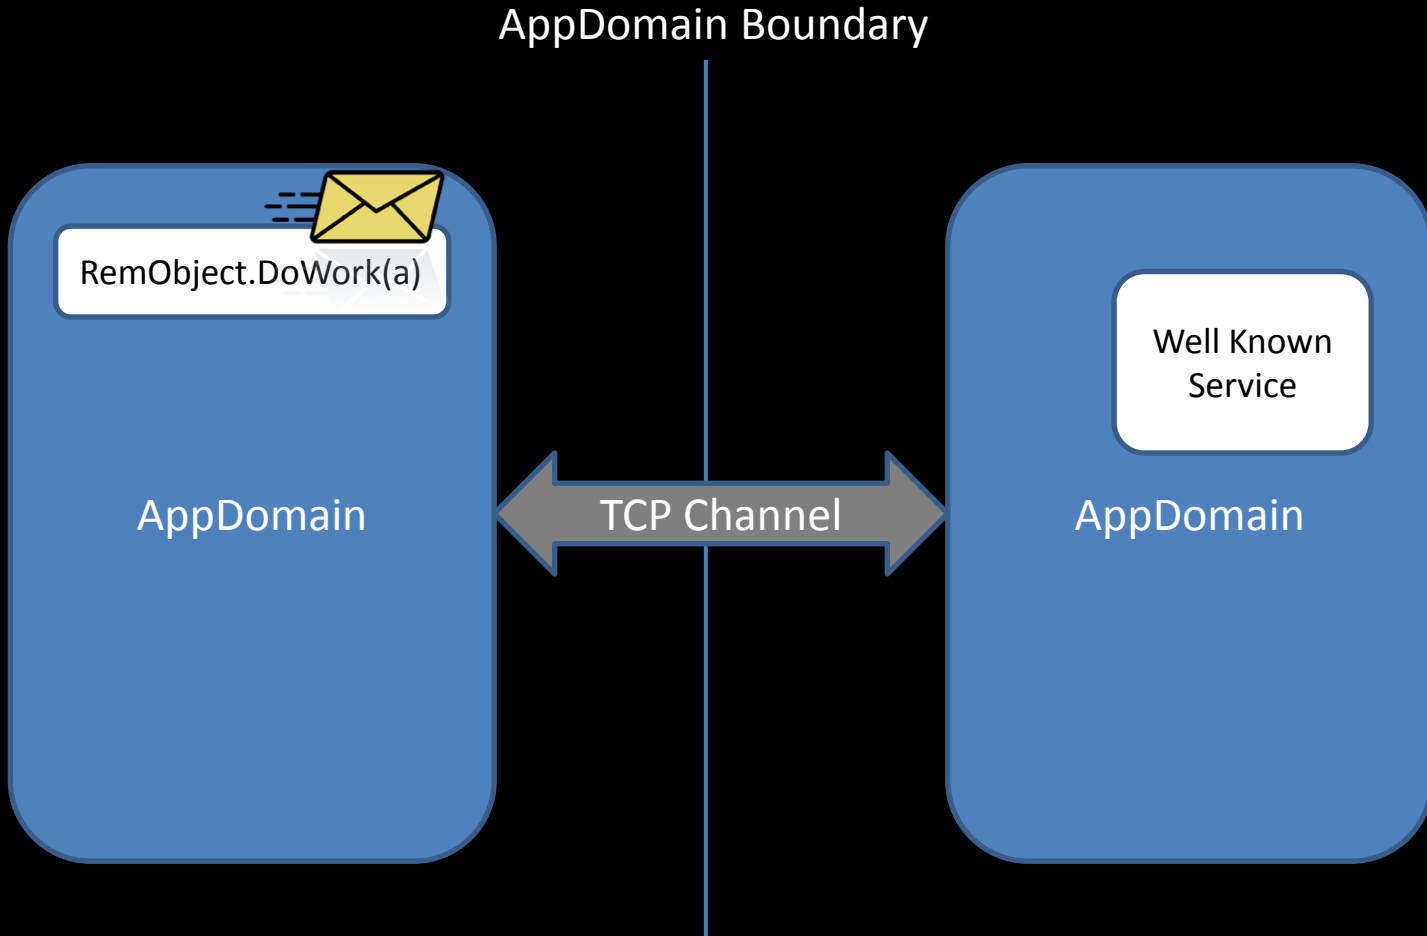 AppDomain Boundary
RemObject.DoWork(a)
Well Known
Service
AppDomain
TCP Channel
AppDomain